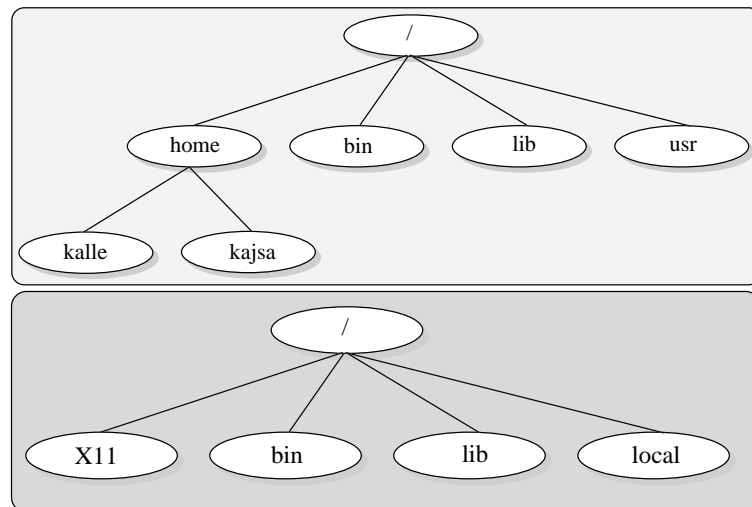 /
home bin lib usr
kalle kajsa
/
X11 bin lib local